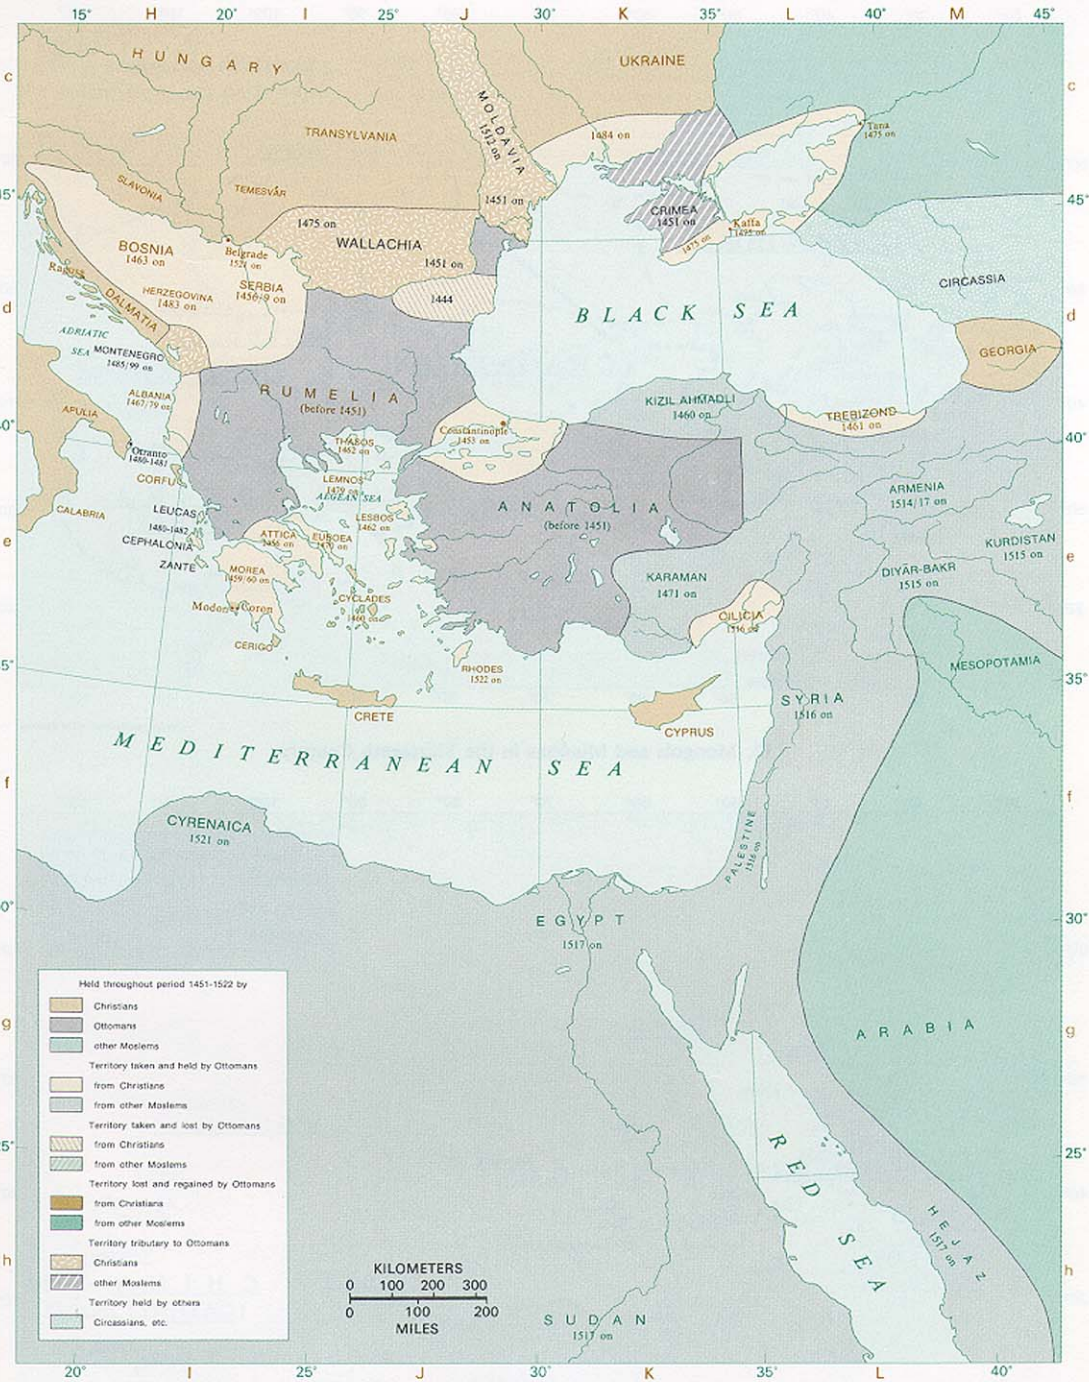 15° H 20° I 25° J 30° K 35° L 40° M 45°
HUNGARY
UKRAINE
c
c
MOLDAVIA
1512 on
TRANSYLVANIA
1484 on
Tana
1475 on
SLAVONIA
TEMESVÁR
45°
1451 on
CRIMEA
1451 on
1475 on
WALLACHIA
1451 on
Kaffa
1475 on
BOSNIA
1463 on
Belgrade
1521 on
SERBIA
1456-9 on
HERZEGOVINA
1483 on
Ragusa
DALMATIA
1444
CIRCASSIA
BLACK SEA
d
d
ADRIATIC
SEA
MONTENEGRO
1485/99 on
GEORGIA
RUMELIA
(before 1451)
ALBANIA
1467/79 on
APULIA
KIZIL AHMADLI
1460 on
TREBIZOND
1461 on
Constantinople
1453 on
40°
Otranto
1480-1481
CORFU
THASOS
1462 on
LEMNOS
1479 on
AEGEAN SEA
LESBOS
1462 on
ANATOLIA
(before 1451)
ARMENIA
1514/17 on
CALABRIA
LEUCAS
1480-1482
CEPHALONIA
ZANTE
ATTICA
1456 on
EUBOEA
1470 on
e
e
KURDISTAN
1515 on
DIYĀR-BAKR
1515 on
MOREA
1459/60 on
KARAMAN
1471 on
Modon
Coron
CYCLADES
1460 on
CILICIA
1516 on
CERIGO
RHODES
1522 on
MESOPOTAMIA
35°
SYRIA
1516 on
CRETE
CYPRUS
MEDITERRANEAN SEA
f
f
CYRENAICA
1521 on
PALESTINE
1516 on
EGYPT
1517 on
30°
Held throughout period 1451-1522 by
Christians
Ottomans
other Moslems
Territory taken and held by Ottomans
from Christians
from other Moslems
Territory taken and lost by Ottomans
from Christians
from other Moslems
Territory lost and regained by Ottomans
from Christians
from other Moslems
Territory tributary to Ottomans
Christians
other Moslems
Territory held by others
Circassians, etc.
g
g
ARABIA
25°
RED SEA
HEJAZ
1517 on
h
h
KILOMETERS
0 100 200 300
0 100 200
MILES
SUDAN
1517 on
20° I 25° J 30° K 35° L 40°